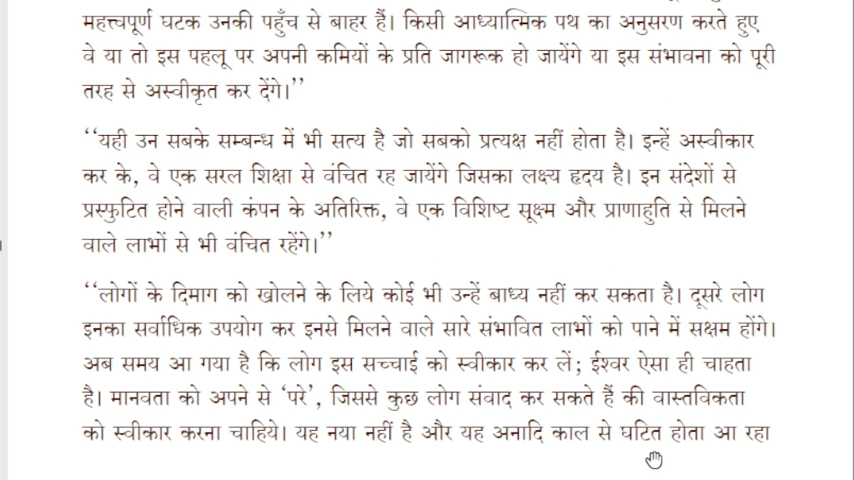 महत्त्वपूर्ण घटक उनकी पहुँच से बाहर हैं। किसी आध्यात्मिक पथ का अनुसरण करते हुए
वे या तो इस पहलू पर अपनी कमियों के प्रति जागरूक हो जायेंगे या इस संभावना को पूरी
तरह से अस्वीकृत कर देंगे।’’
‘‘यही उन सबके सम्बन्ध में भी सत्य है जो सबको प्रत्यक्ष नहीं होता है। इन्हें अस्वीकार
कर के, वे एक सरल शिक्षा से वंचित रह जायेंगे जिसका लक्ष्य हृदय है। इन संदेशों से
प्रस्फुटित होने वाली कंपन के अतिरिक्त, वे एक विशिष्ट सूक्ष्म और प्राणाहुति से मिलने
वाले लाभों से भी वंचित रहेंगे।’’
‘‘लोगों के दिमाग को खोलने के लिये कोई भी उन्हें बाध्य नहीं कर सकता है। दूसरे लोग
इनका सर्वाधिक उपयोग कर इनसे मिलने वाले सारे संभावित लाभों को पाने में सक्षम होंगे।
अब समय आ गया है कि लोग इस सच्चाई को स्वीकार कर लें; ईश्वर ऐसा ही चाहता
है। मानवता को अपने से ‘परे’, जिससे कुछ लोग संवाद कर सकते हैं की वास्तविकता
को स्वीकार करना चाहिये। यह नया नहीं है और यह अनादि काल से घटित होता आ रहा